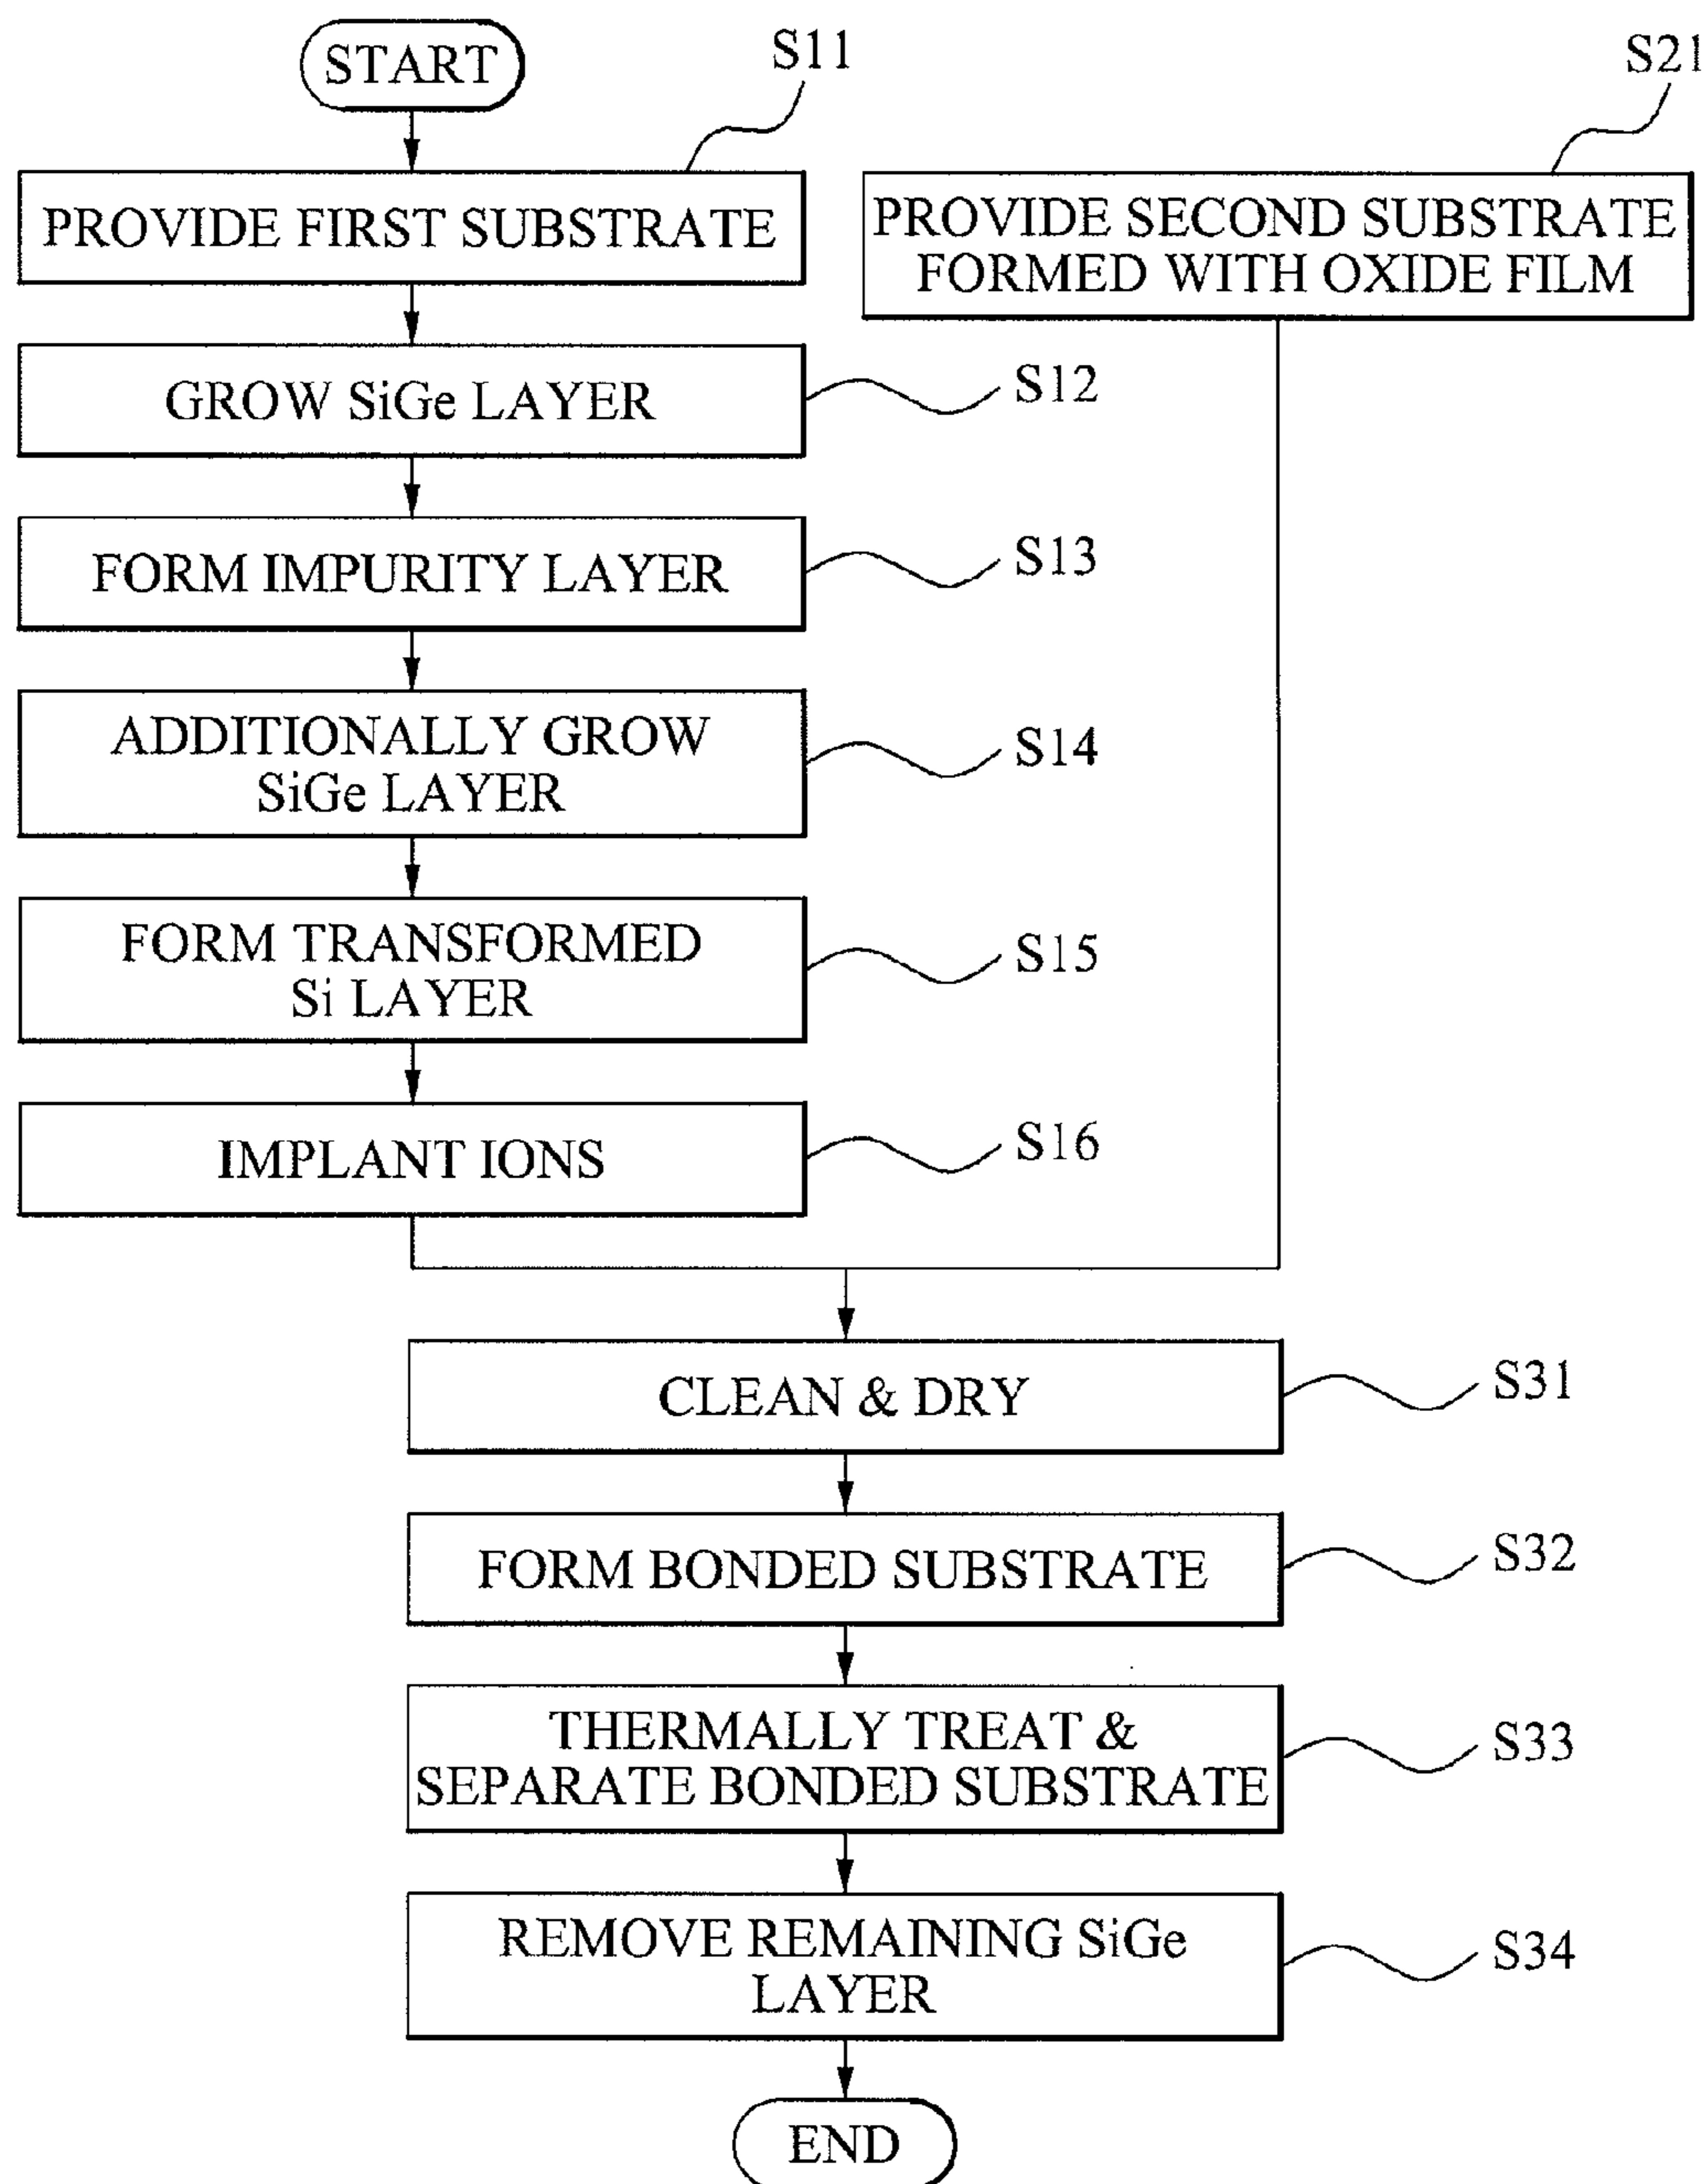 START
S11
S21
PROVIDE FIRST SUBSTRATE
PROVIDE SECOND SUBSTRATE
FORMED WITH OXIDE FILM
GROW SiGe LAYER
S12
FORM IMPURITY LAYER
S13
ADDITIONALLY GROW
SiGe LAYER
S14
FORM TRANSFORMED
Si LAYER
S15
IMPLANT IONS
S16
CLEAN & DRY
S31
FORM BONDED SUBSTRATE
S32
THERMALLY TREAT &
SEPARATE BONDED SUBSTRATE
S33
REMOVE REMAINING SiGe
LAYER
S34
END